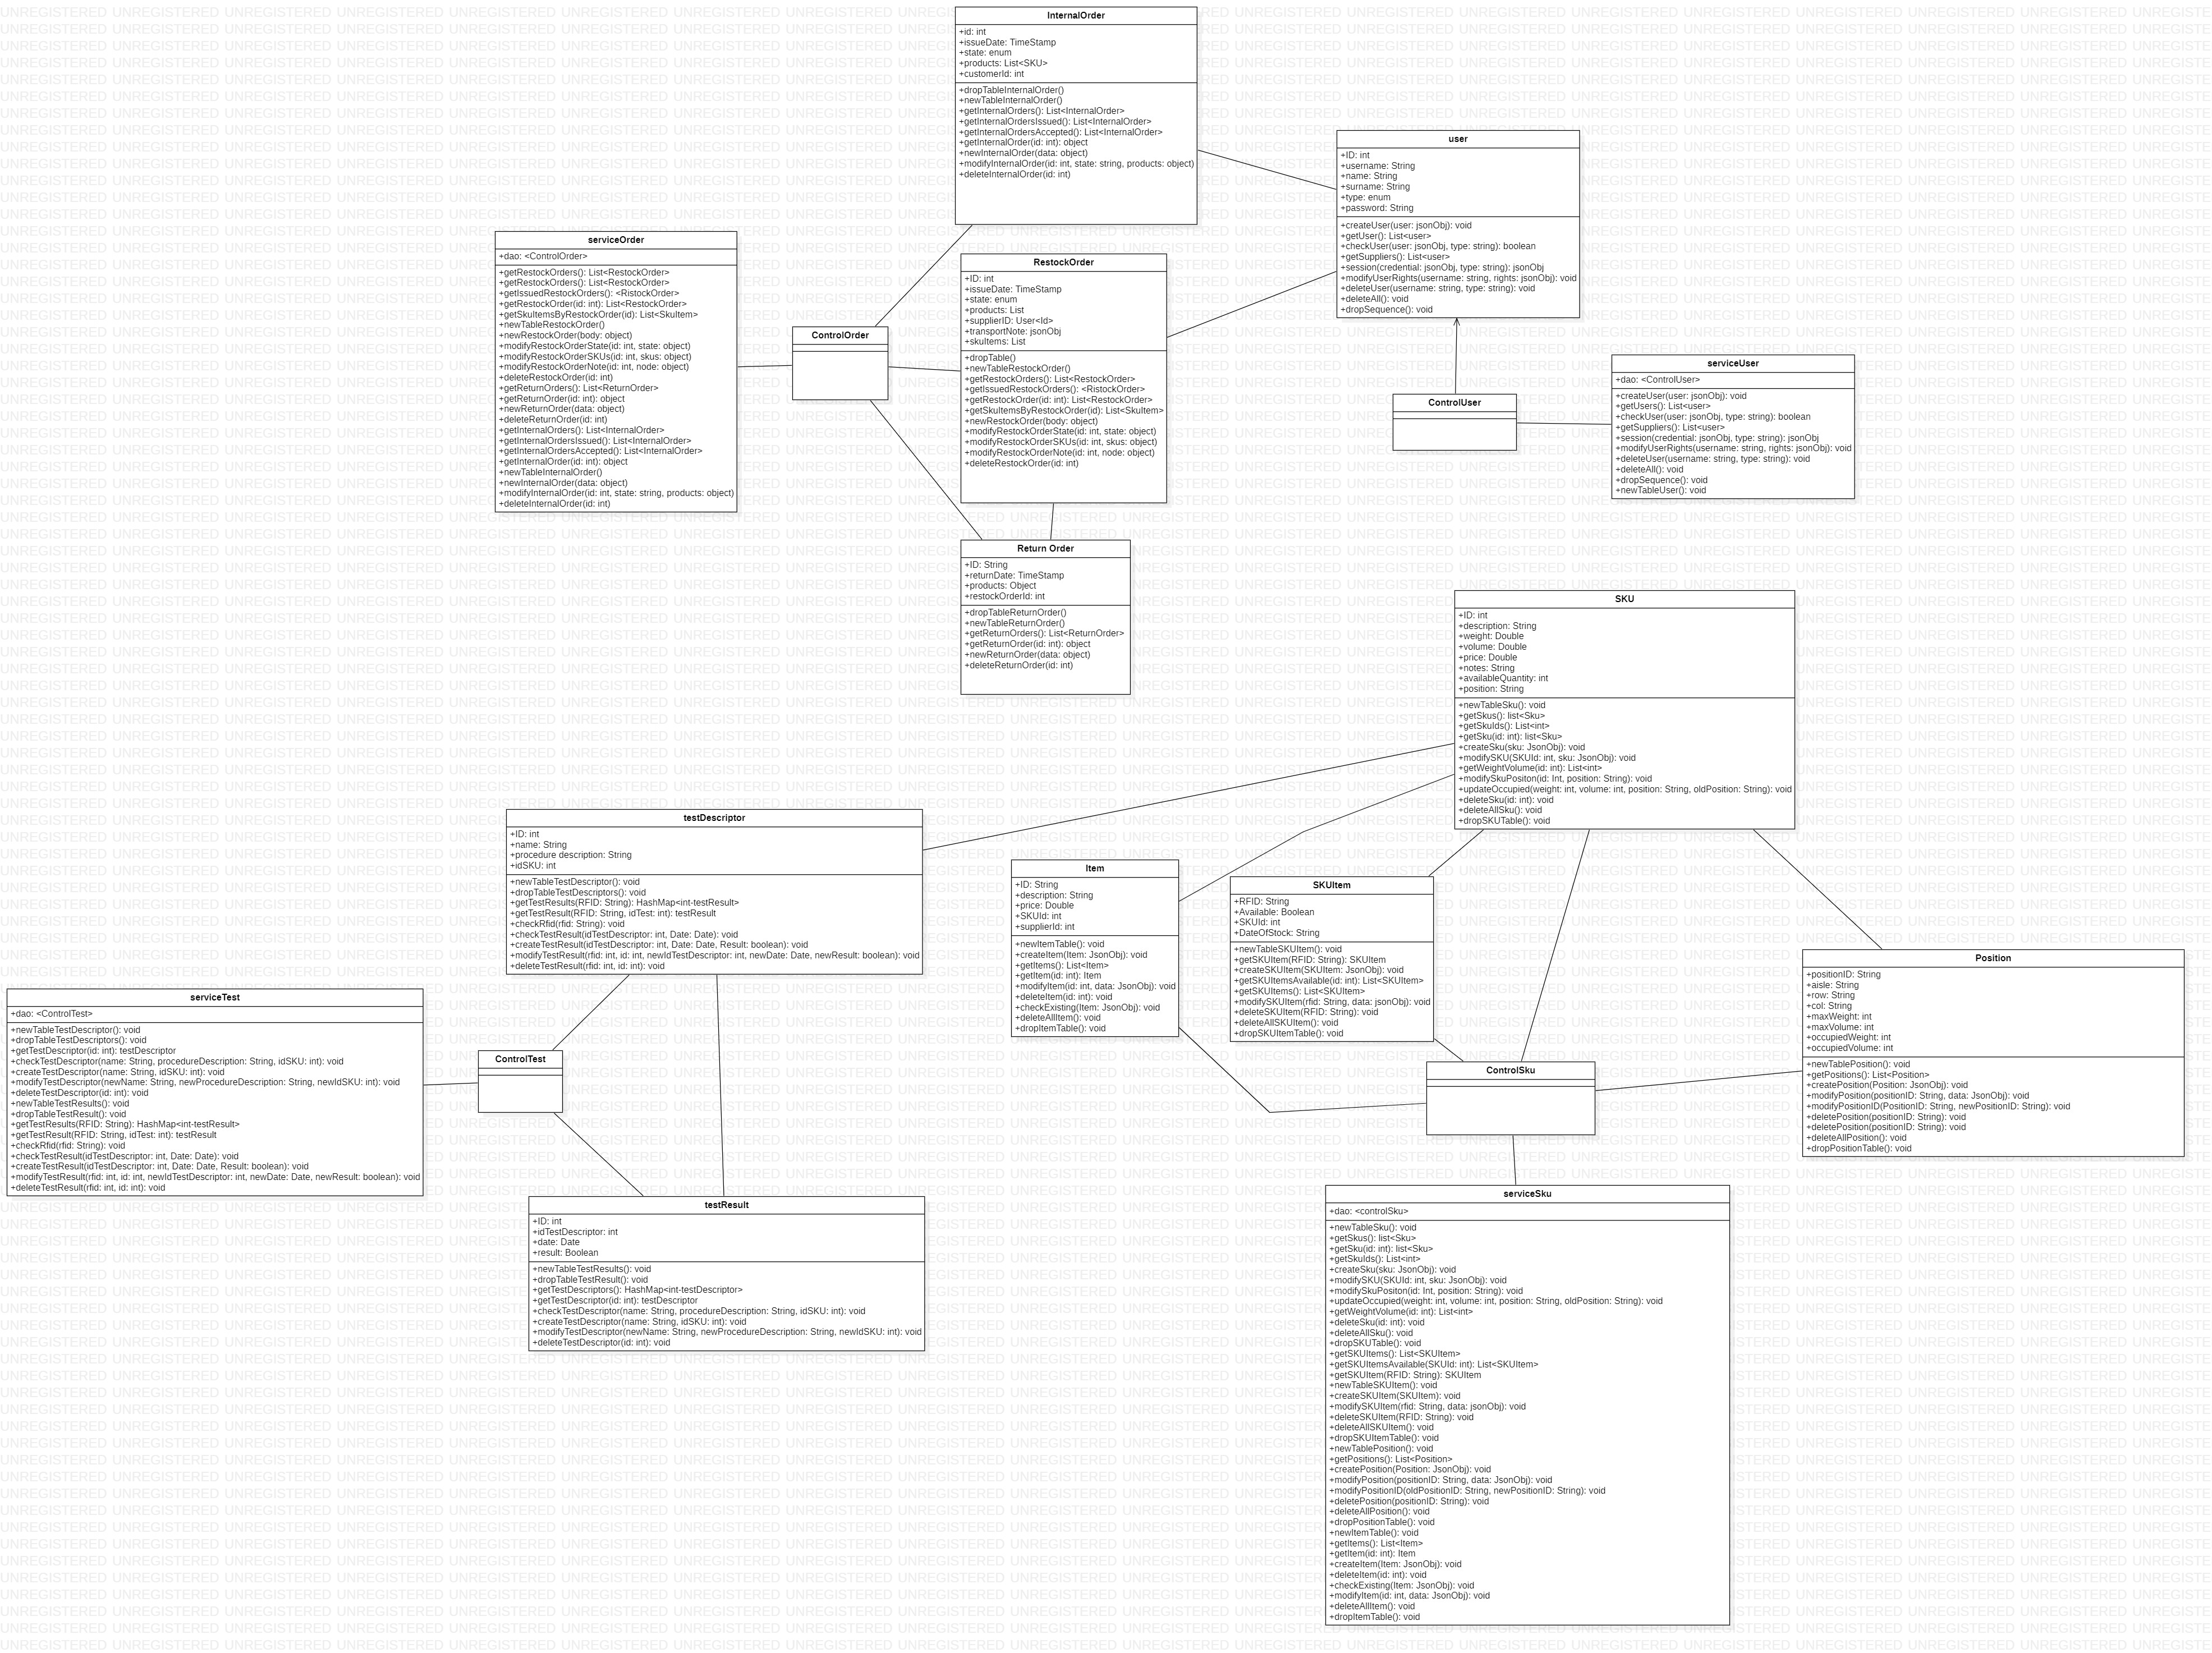 InternalOrder
+id: int
+issueDate: TimeStamp
+state: enum
+products: List<SKU>
+customerId: int
+dropTableInternalOrder()
+newTableInternalOrder()
+getInternalOrders(): List<InternalOrder>
+getInternalOrdersIssued(): List<InternalOrder>
+getInternalOrdersAccepted(): List<InternalOrder>
+getInternalOrder(id: int): object
+newInternalOrder(data: object)
+modifyInternalOrder(id: int, state: string, products: object)
+deleteInternalOrder(id: int)
user
+ID: int
+username: String
+name: String
+surname: String
+type: enum
+password: String
+createUser(user: jsonObj): void
+getUser(): List<user>
+checkUser(user: jsonObj, type: string): boolean
+getSuppliers(): List<user>
+session(credential: jsonObj, type: string): jsonObj
+modifyUserRights(username: string, rights: jsonObj): void
+deleteUser(username: string, type: string): void
+deleteAll(): void
+dropSequence(): void
serviceOrder
+dao: <ControlOrder>
+getRestockOrders(): List<RestockOrder>
+getRestockOrders(): List<RestockOrder>
+getIssuedRestockOrders(): <RistockOrder>
+getRestockOrder(id: int): List<RestockOrder>
+getSkuItemsByRestockOrder(id): List<SkuItem>
+newTableRestockOrder()
+newRestockOrder(body: object)
+modifyRestockOrderState(id: int, state: object)
+modifyRestockOrderSKUs(id: int, skus: object)
+modifyRestockOrderNote(id: int, node: object)
+deleteRestockOrder(id: int)
+getReturnOrders(): List<ReturnOrder>
+getReturnOrder(id: int): object
+newReturnOrder(data: object)
+deleteReturnOrder(id: int)
+getInternalOrders(): List<InternalOrder>
+getInternalOrdersIssued(): List<InternalOrder>
+getInternalOrdersAccepted(): List<InternalOrder>
+getInternalOrder(id: int): object
+newTableInternalOrder()
+newInternalOrder(data: object)
+modifyInternalOrder(id: int, state: string, products: object)
+deleteInternalOrder(id: int)
ControlOrder
RestockOrder
+ID: int
+issueDate: TimeStamp
+state: enum
+products: List
+supplierID: User<Id>
+transportNote: jsonObj
+skuItems: List
+dropTable()
+newTableRestockOrder()
+getRestockOrders(): List<RestockOrder>
+getIssuedRestockOrders(): <RistockOrder>
+getRestockOrder(id: int): List<RestockOrder>
+getSkuItemsByRestockOrder(id): List<SkuItem>
+newRestockOrder(body: object)
+modifyRestockOrderState(id: int, state: object)
+modifyRestockOrderSKUs(id: int, skus: object)
+modifyRestockOrderNote(id: int, node: object)
+deleteRestockOrder(id: int)
ControlUser
serviceUser
+dao: <ControlUser>
+createUser(user: jsonObj): void
+getUsers(): List<user>
+checkUser(user: jsonObj, type: string): boolean
+getSuppliers(): List<user>
+session(credential: jsonObj, type: string): jsonObj
+modifyUserRights(username: string, rights: jsonObj): void
+deleteUser(username: string, type: string): void
+deleteAll(): void
+dropSequence(): void
+newTableUser(): void
Return Order
+ID: String
+returnDate: TimeStamp
+products: Object
+restockOrderId: int
+dropTableReturnOrder()
+newTableReturnOrder()
+getReturnOrders(): List<ReturnOrder>
+getReturnOrder(id: int): object
+newReturnOrder(data: object)
+deleteReturnOrder(id: int)
SKU
+ID: int
+description: String
+weight: Double
+volume: Double
+price: Double
+notes: String
+availableQuantity: int
+position: String
+newTableSku(): void
+getSkus(): list<Sku>
+getSkuIds(): List<int>
+getSku(id: int): list<Sku>
+createSku(sku: JsonObj): void
+modifySKU(SKUId: int, sku: JsonObj): void
+getWeightVolume(id: int): List<int>
+modifySkuPositon(id: Int, position: String): void
+updateOccupied(weight: int, volume: int, position: String, oldPosition: String): void
+deleteSku(id: int): void
+deleteAllSku(): void
+dropSKUTable(): void
testDescriptor
+ID: int
+name: String
+procedure description: String
+idSKU: int
+newTableTestDescriptor(): void
+dropTableTestDescriptors(): void
+getTestResults(RFID: String): HashMap<int-testResult>
+getTestResult(RFID: String, idTest: int): testResult
+checkRfid(rfid: String): void
+checkTestResult(idTestDescriptor: int, Date: Date): void
+createTestResult(idTestDescriptor: int, Date: Date, Result: boolean): void
+modifyTestResult(rfid: int, id: int, newIdTestDescriptor: int, newDate: Date, newResult: boolean): void
+deleteTestResult(rfid: int, id: int): void
Item
+ID: String
+description: String
+price: Double
+SKUId: int
+supplierId: int
+newItemTable(): void
+createItem(Item: JsonObj): void
+getItems(): List<Item>
+getItem(id: int): Item
+modifyItem(id: int, data: JsonObj): void
+deleteItem(id: int): void
+checkExisting(Item: JsonObj): void
+deleteAllItem(): void
+dropItemTable(): void
SKUItem
+RFID: String
+Available: Boolean
+SKUId: int
+DateOfStock: String
+newTableSKUItem(): void
+getSKUItem(RFID: String): SKUItem
+createSKUItem(SKUItem: JsonObj): void
+getSKUItemsAvailable(id: int): List<SKUItem>
+getSKUItems(): List<SKUItem>
+modifySKUItem(rfid: String, data: jsonObj): void
+deleteSKUItem(RFID: String): void
+deleteAllSKUItem(): void
+dropSKUItemTable(): void
Position
+positionID: String
+aisle: String
+row: String
+col: String
+maxWeight: int
+maxVolume: int
+occupiedWeight: int
+occupiedVolume: int
+newTablePosition(): void
+getPositions(): List<Position>
+createPosition(Position: JsonObj): void
+modifyPosition(positionID: String, data: JsonObj): void
+modifyPositionID(PositionID: String, newPositionID: String): void
+deletePosition(positionID: String): void
+deletePosition(positionID: String): void
+deleteAllPosition(): void
+dropPositionTable(): void
serviceTest
+dao: <ControlTest>
+newTableTestDescriptor(): void
+dropTableTestDescriptors(): void
+getTestDescriptor(id: int): testDescriptor
+checkTestDescriptor(name: String, procedureDescription: String, idSKU: int): void
+createTestDescriptor(name: String, idSKU: int): void
+modifyTestDescriptor(newName: String, newProcedureDescription: String, newIdSKU: int): void
+deleteTestDescriptor(id: int): void
+newTableTestResults(): void
+dropTableTestResult(): void
+getTestResults(RFID: String): HashMap<int-testResult>
+getTestResult(RFID: String, idTest: int): testResult
+checkRfid(rfid: String): void
+checkTestResult(idTestDescriptor: int, Date: Date): void
+createTestResult(idTestDescriptor: int, Date: Date, Result: boolean): void
+modifyTestResult(rfid: int, id: int, newIdTestDescriptor: int, newDate: Date, newResult: boolean): void
+deleteTestResult(rfid: int, id: int): void
ControlTest
ControlSku
testResult
+ID: int
+idTestDescriptor: int
+date: Date
+result: Boolean
+newTableTestResults(): void
+dropTableTestResult(): void
+getTestDescriptors(): HashMap<int-testDescriptor>
+getTestDescriptor(id: int): testDescriptor
+checkTestDescriptor(name: String, procedureDescription: String, idSKU: int): void
+createTestDescriptor(name: String, idSKU: int): void
+modifyTestDescriptor(newName: String, newProcedureDescription: String, newIdSKU: int): void
+deleteTestDescriptor(id: int): void
serviceSku
+dao: <controlSku>
+newTableSku(): void
+getSkus(): list<Sku>
+getSku(id: int): list<Sku>
+getSkuIds(): List<int>
+createSku(sku: JsonObj): void
+modifySKU(SKUId: int, sku: JsonObj): void
+modifySkuPositon(id: Int, position: String): void
+updateOccupied(weight: int, volume: int, position: String, oldPosition: String): void
+getWeightVolume(id: int): List<int>
+deleteSku(id: int): void
+deleteAllSku(): void
+dropSKUTable(): void
+getSKUItems(): List<SKUItem>
+getSKUItemsAvailable(SKUId: int): List<SKUItem>
+getSKUItem(RFID: String): SKUItem
+newTableSKUItem(): void
+createSKUItem(SKUItem): void
+modifySKUItem(rfid: String, data: jsonObj): void
+deleteSKUItem(RFID: String): void
+deleteAllSKUItem(): void
+dropSKUItemTable(): void
+newTablePosition(): void
+getPositions(): List<Position>
+createPosition(Position: JsonObj): void
+modifyPosition(positionID: String, data: JsonObj): void
+modifyPositionID(oldPositionID: String, newPositionID: String): void
+deletePosition(positionID: String): void
+deleteAllPosition(): void
+dropPositionTable(): void
+newItemTable(): void
+getItems(): List<Item>
+getItem(id: int): Item
+createItem(Item: JsonObj): void
+deleteItem(id: int): void
+checkExisting(Item: JsonObj): void
+modifyItem(id: int, data: JsonObj): void
+deleteAllItem(): void
+dropItemTable(): void